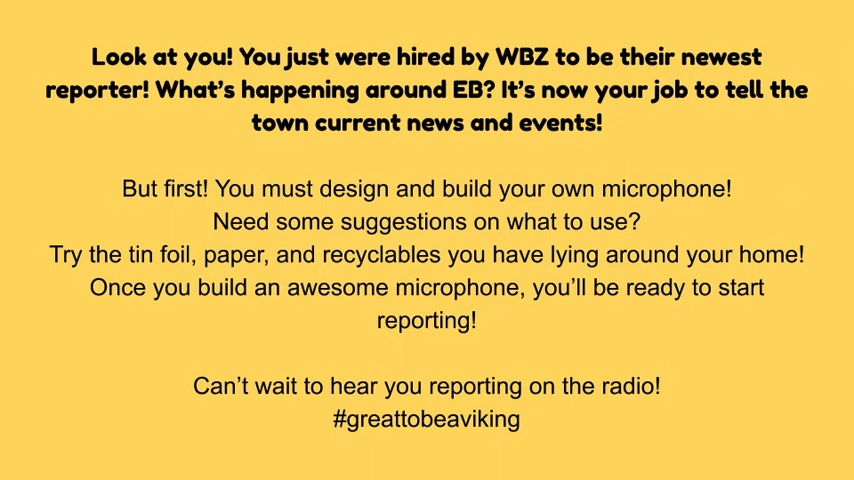 Look at you! You just were hired by WBZ to be their newest
reporter! What's happening around EB? It's now your job to tell the
town current news and events!
But first! You must design and build your own microphone!
Need some suggestions on what to use?
Try the tin foil, paper, and recyclables you have lying around your home!
Once you build an awesome microphone, you'll be ready to start
reporting!
Can't wait to hear you reporting on the radio!
#greattobeaviking